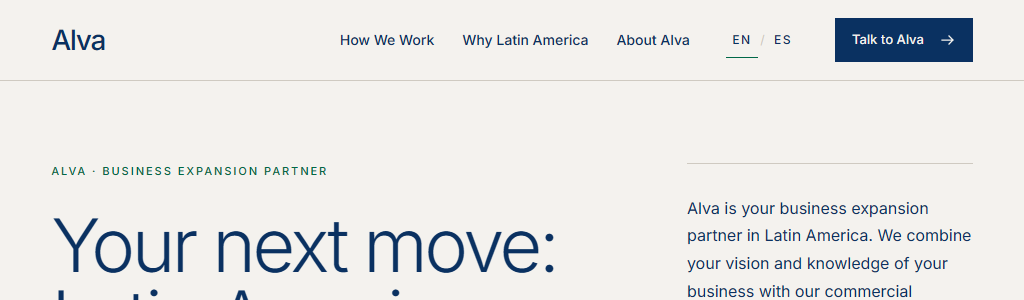 Alva
How We Work
Why Latin America
About Alva
EN / ES
Talk to Alva →
ALVA · BUSINESS EXPANSION PARTNER
Your next move:
Latin America
Alva is your business expansion
partner in Latin America. We combine
your vision and knowledge of your
business with our commercial